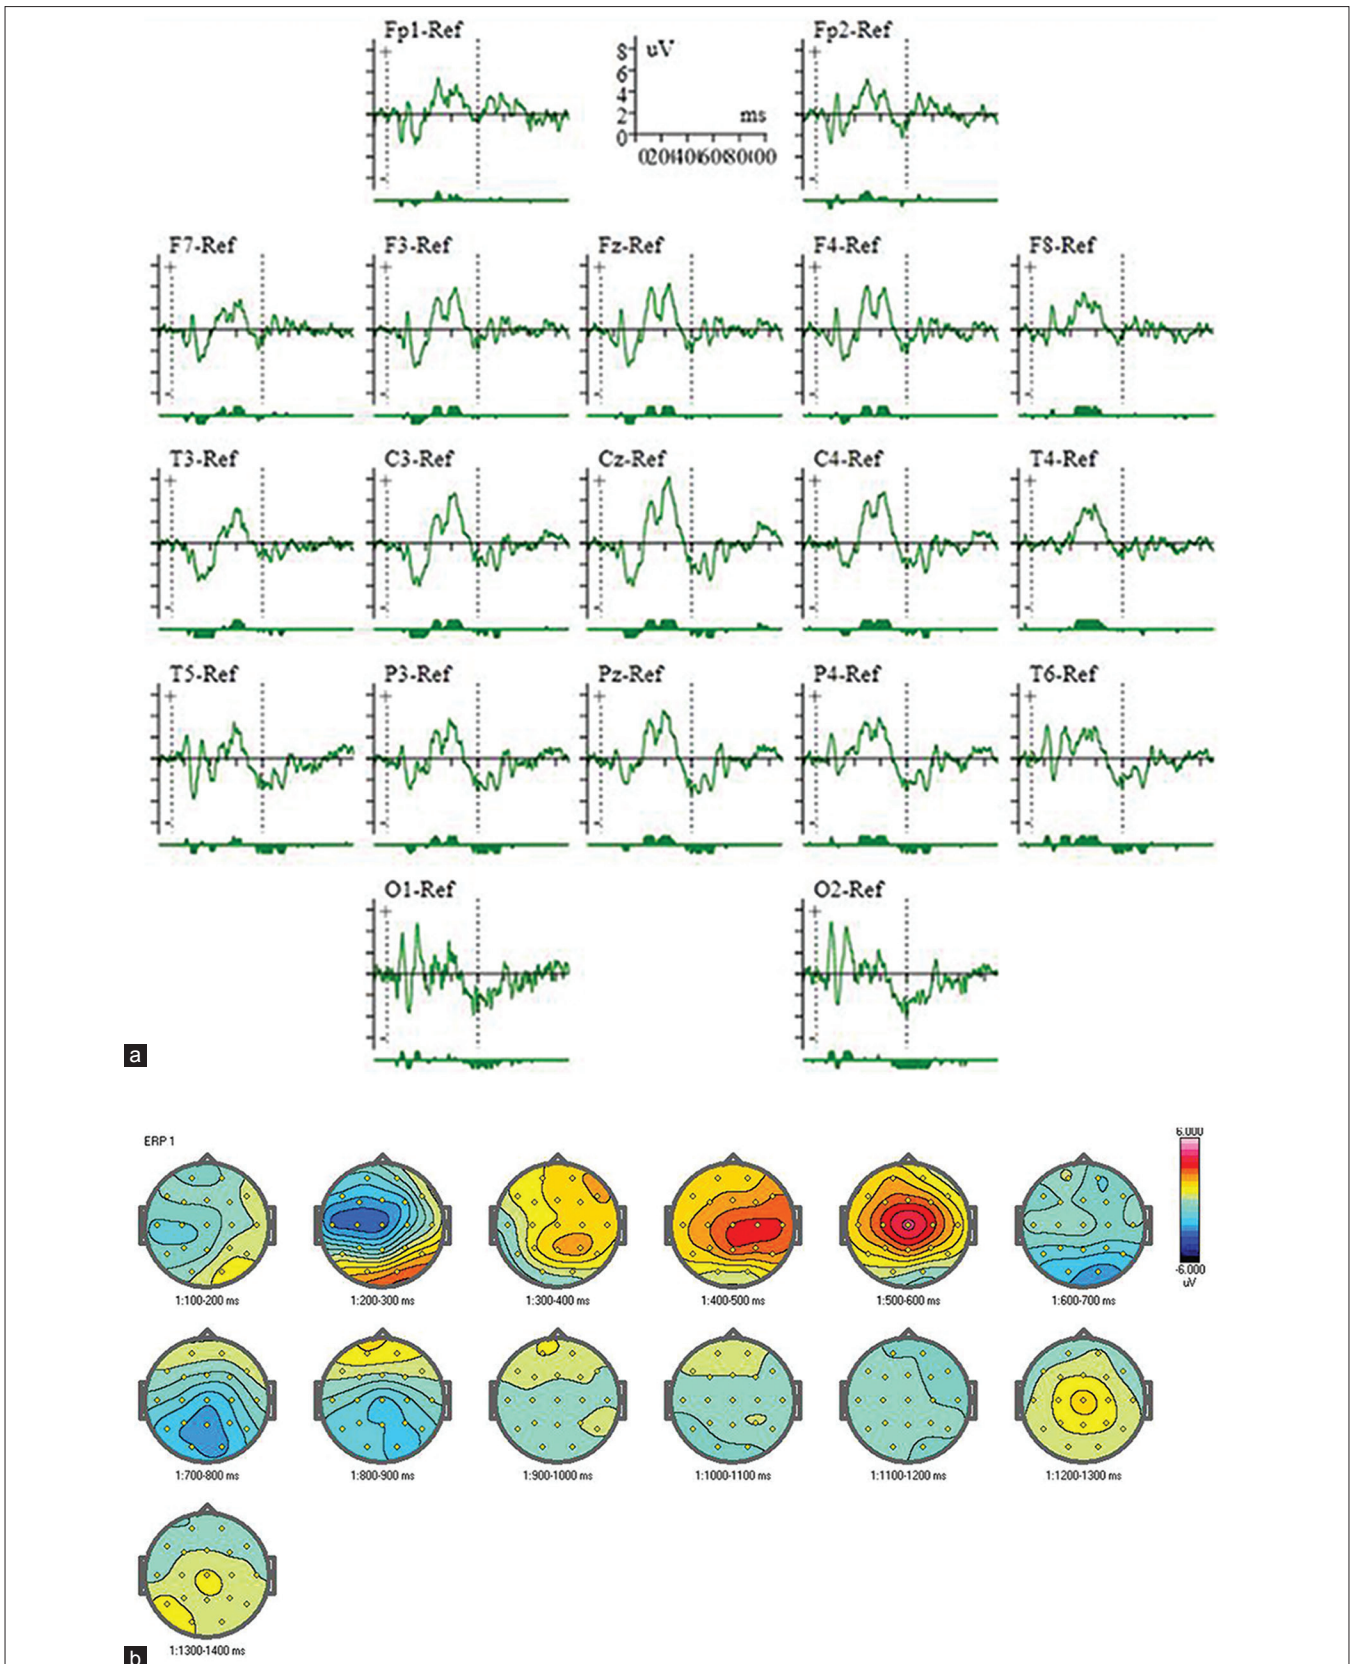 Fp1-Ref
8 uV
6
4
2
0
ms
Fp2-Ref
F7-Ref
F3-Ref
Fz-Ref
F4-Ref
F8-Ref
T3-Ref
C3-Ref
Cz-Ref
C4-Ref
T4-Ref
T5-Ref
P3-Ref
Pz-Ref
P4-Ref
T6-Ref
O1-Ref
O2-Ref
a
ERP 1
6.000
-6.000
uV
1:100-200 ms
1:200-300 ms
1:300-400 ms
1:400-500 ms
1:500-600 ms
1:600-700 ms
1:700-800 ms
1:800-900 ms
1:900-1000 ms
1:1000-1100 ms
1:1100-1200 ms
1:1200-1300 ms
1:1300-1400 ms
b